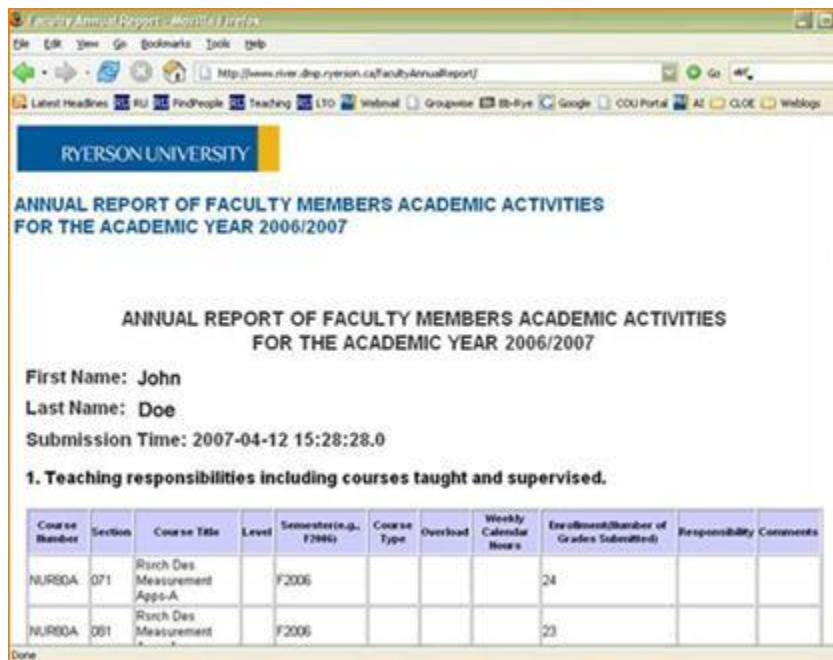 Faculty Annual Report - Mozilla Firefox
File Edit View Go Bookmarks Tools Help
http://www.river.dnp.ryerson.ca/facultyAnnualReport/ Go
Latest Headlines RU FindPeople Teaching LTO Webmail Groupwise Bb-Rye Google COU Portal AI CLOE Weblogs
RYERSON UNIVERSITY
ANNUAL REPORT OF FACULTY MEMBERS ACADEMIC ACTIVITIES
FOR THE ACADEMIC YEAR 2006/2007
ANNUAL REPORT OF FACULTY MEMBERS ACADEMIC ACTIVITIES
FOR THE ACADEMIC YEAR 2006/2007
First Name: John
Last Name: Doe
Submission Time: 2007-04-12 15:28:28.0
1. Teaching responsibilities including courses taught and supervised.
Course Number Section Course Title Level Semester(e.g., F2006) Course Type Overload Weekly Calendar Hours Enrollment(Number of Grades Submitted) Responsibility Comments
NUR80A 071 Rsrch Des Measurement Apps-A F2006 24
NUR80A 081 Rsrch Des Measurement F2006 23
Done